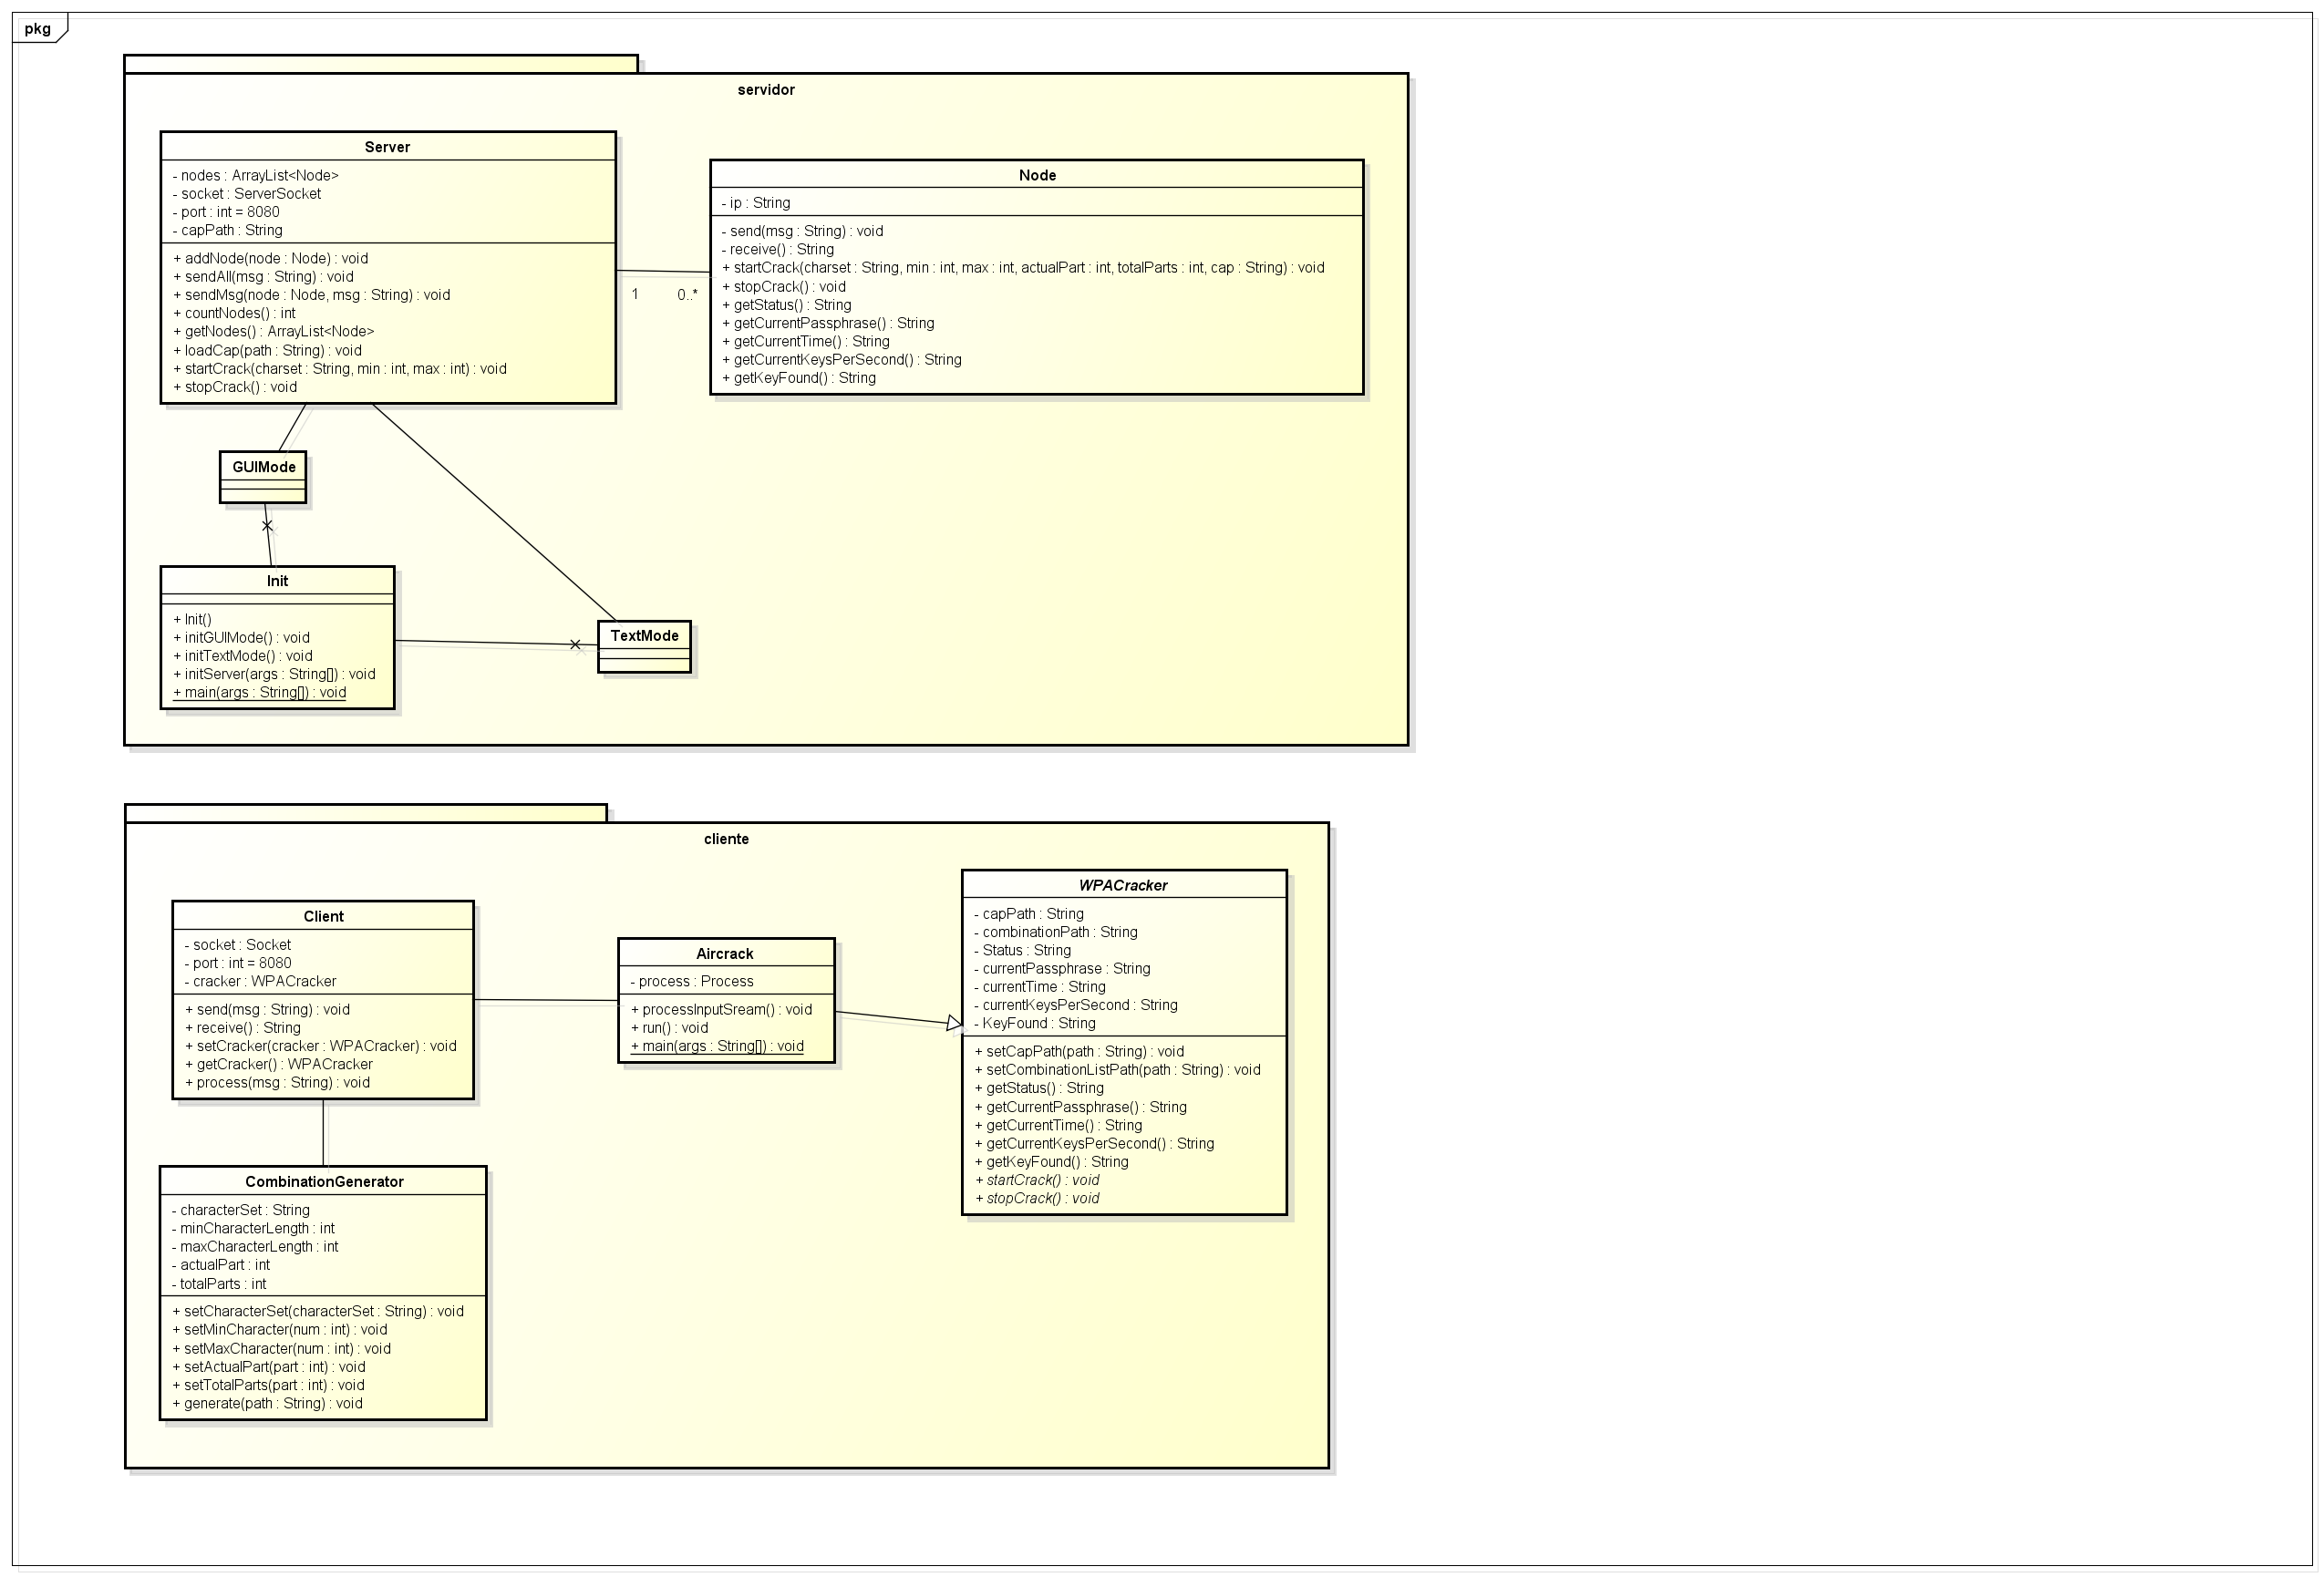 pkg
servidor
Server
- nodes : ArrayList<Node>
- socket : ServerSocket
- port : int = 8080
- capPath : String
+ addNode(node : Node) : void
+ sendAll(msg : String) : void
+ sendMsg(node : Node, msg : String) : void
+ countNodes() : int
+ getNodes() : ArrayList<Node>
+ loadCap(path : String) : void
+ startCrack(charset : String, min : int, max : int) : void
+ stopCrack() : void
1
0..*
Node
- ip : String
- send(msg : String) : void
- receive() : String
+ startCrack(charset : String, min : int, max : int, actualPart : int, totalParts : int, cap : String) : void
+ stopCrack() : void
+ getStatus() : String
+ getCurrentPassphrase() : String
+ getCurrentTime() : String
+ getCurrentKeysPerSecond() : String
+ getKeyFound() : String
GUIMode
Init
+ Init()
+ initGUIMode() : void
+ initTextMode() : void
+ initServer(args : String[]) : void
+ main(args : String[]) : void
TextMode
cliente
Client
- socket : Socket
- port : int = 8080
- cracker : WPACracker
+ send(msg : String) : void
+ receive() : String
+ setCracker(cracker : WPACracker) : void
+ getCracker() : WPACracker
+ process(msg : String) : void
Aircrack
- process : Process
+ processInputSream() : void
+ run() : void
+ main(args : String[]) : void
WPACracker
- capPath : String
- combinationPath : String
- Status : String
- currentPassphrase : String
- currentTime : String
- currentKeysPerSecond : String
- KeyFound : String
+ setCapPath(path : String) : void
+ setCombinationListPath(path : String) : void
+ getStatus() : String
+ getCurrentPassphrase() : String
+ getCurrentTime() : String
+ getCurrentKeysPerSecond() : String
+ getKeyFound() : String
+ startCrack() : void
+ stopCrack() : void
CombinationGenerator
- characterSet : String
- minCharacterLength : int
- maxCharacterLength : int
- actualPart : int
- totalParts : int
+ setCharacterSet(characterSet : String) : void
+ setMinCharacter(num : int) : void
+ setMaxCharacter(num : int) : void
+ setActualPart(part : int) : void
+ setTotalParts(part : int) : void
+ generate(path : String) : void